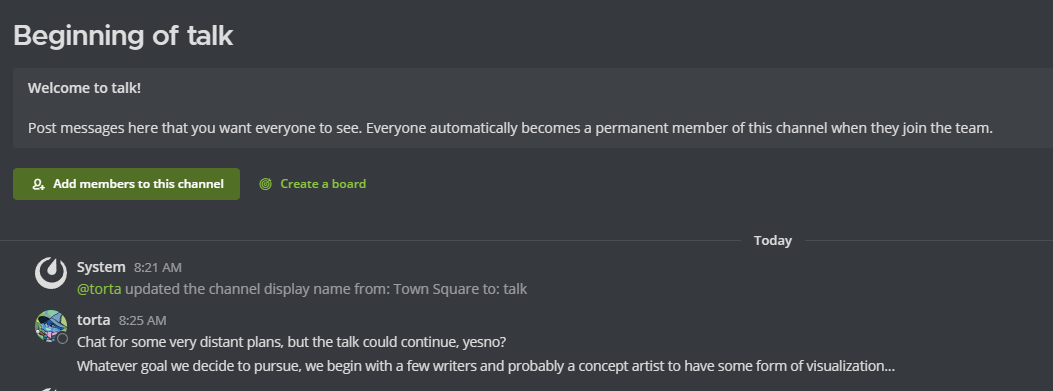 Beginning of talk
Welcome to talk!
Post messages here that you want everyone to see. Everyone automatically becomes a permanent member of this channel when they join the team.
Add members to this channel
Create a board
Today
System 8:21 AM
@torta updated the channel display name from: Town Square to: talk
torta 8:25 AM
Chat for some very distant plans, but the talk could continue, yesno?
Whatever goal we decide to pursue, we begin with a few writers and probably a concept artist to have some form of visualization...